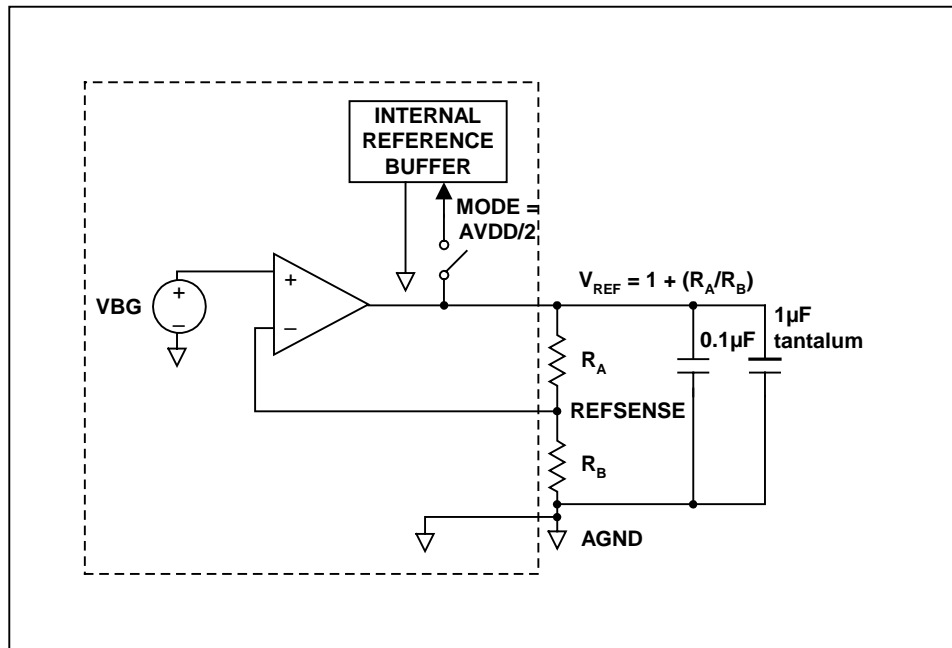 INTERNAL
REFERENCE
BUFFER
MODE =
AVDD/2
+
−
VBG
+
−
V_REF = 1 + (R_A/R_B)
0.1µF
1µF
tantalum
R_A
REFSENSE
R_B
AGND